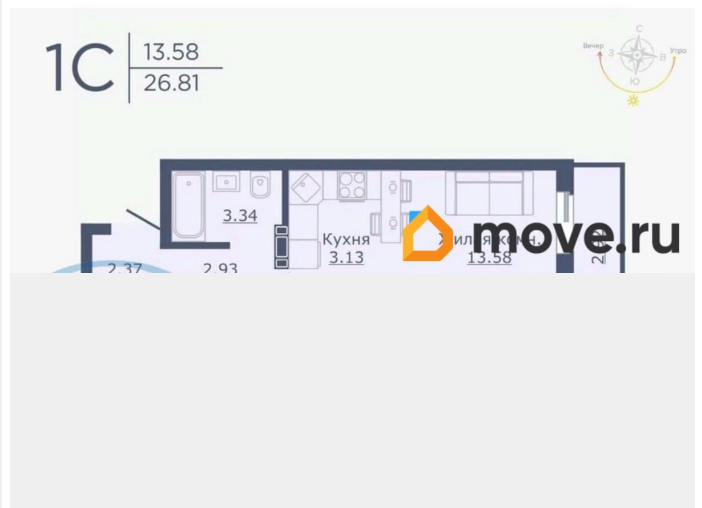 1С 13.58
26.81
С
Вечер
Утро
З
В
Ю
3.34
Кухня
3.13
move.ru
13.58
2.37
2.93